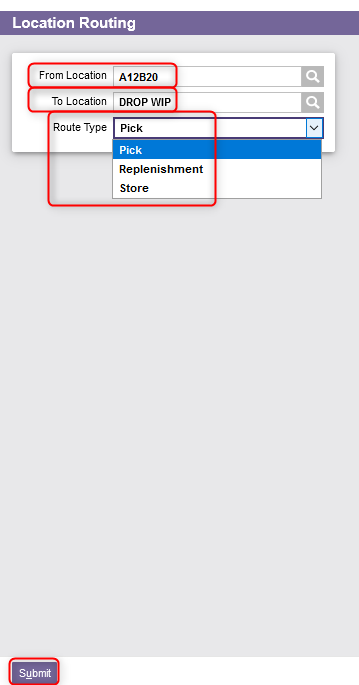 Location Routing
From Location A12B20
To Location DROP WIP
Route Type Pick
Pick
Replenishment
Store
Submit